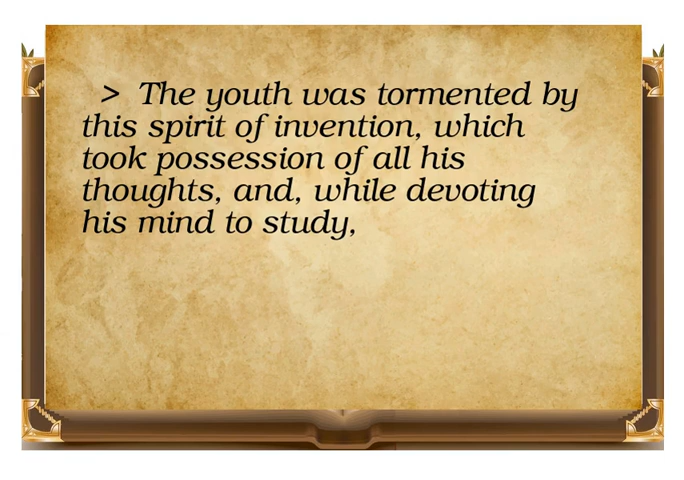 > The youth was tormented by
this spirit of invention, which
took possession of all his
thoughts, and, while devoting
his mind to study,